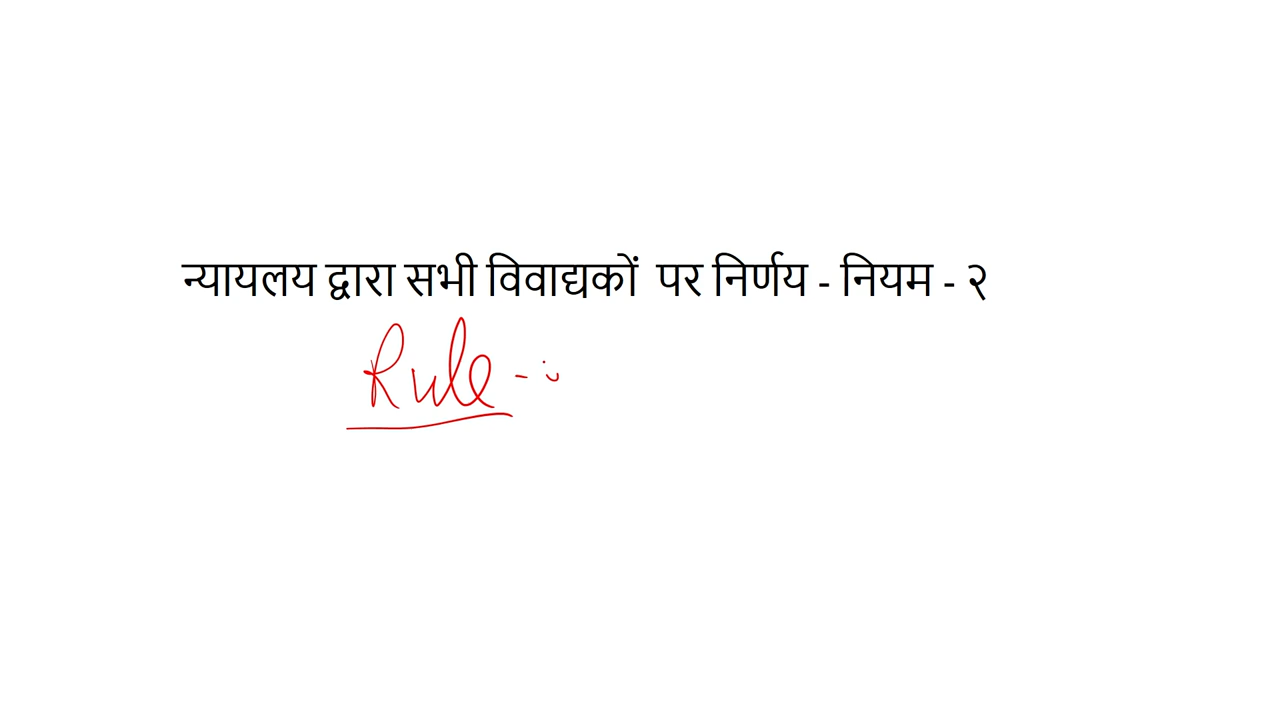 न्यायलय द्वारा सभी विवाद्यकों पर निर्णय - नियम - २
Rule -